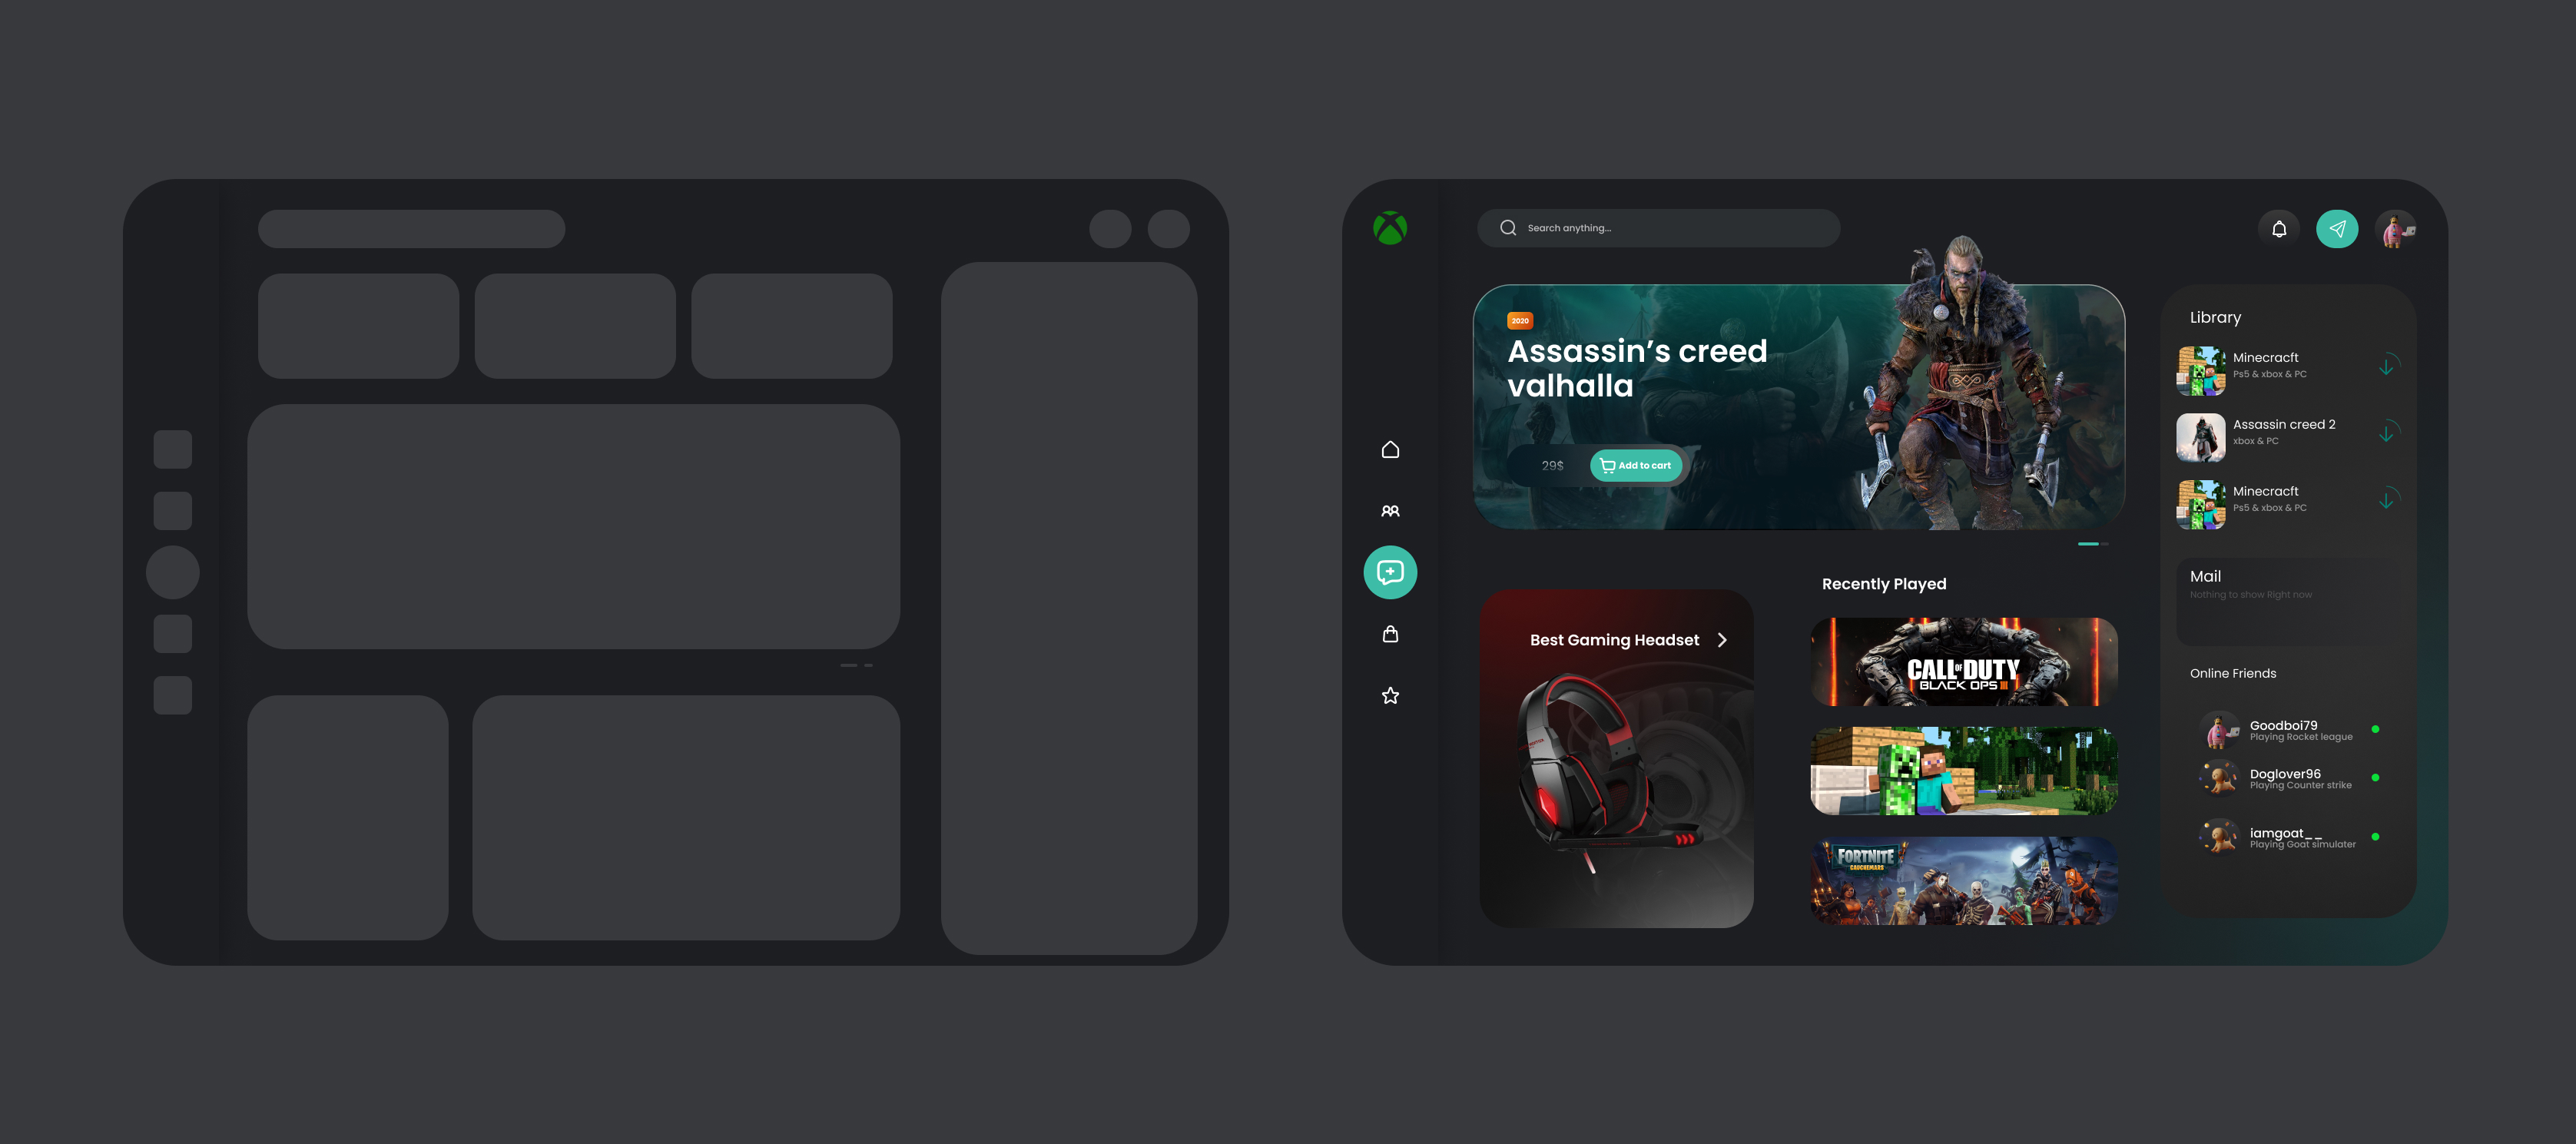 Search anything...
2020
Assassin's creed
valhalla
29$
Add to cart
Best Gaming Headset
Recently Played
CALL OF DUTY
BLACK OPS III
FORTNITE
CAUCHEMARS
Library
Minecracft
Ps5 & xbox & PC
Assassin creed 2
xbox & PC
Minecracft
Ps5 & xbox & PC
Mail
Nothing to show Right now
Online Friends
Goodboi79
Playing Rocket league
Doglover96
Playing Counter strike
iamgoat__
Playing Goat simulater